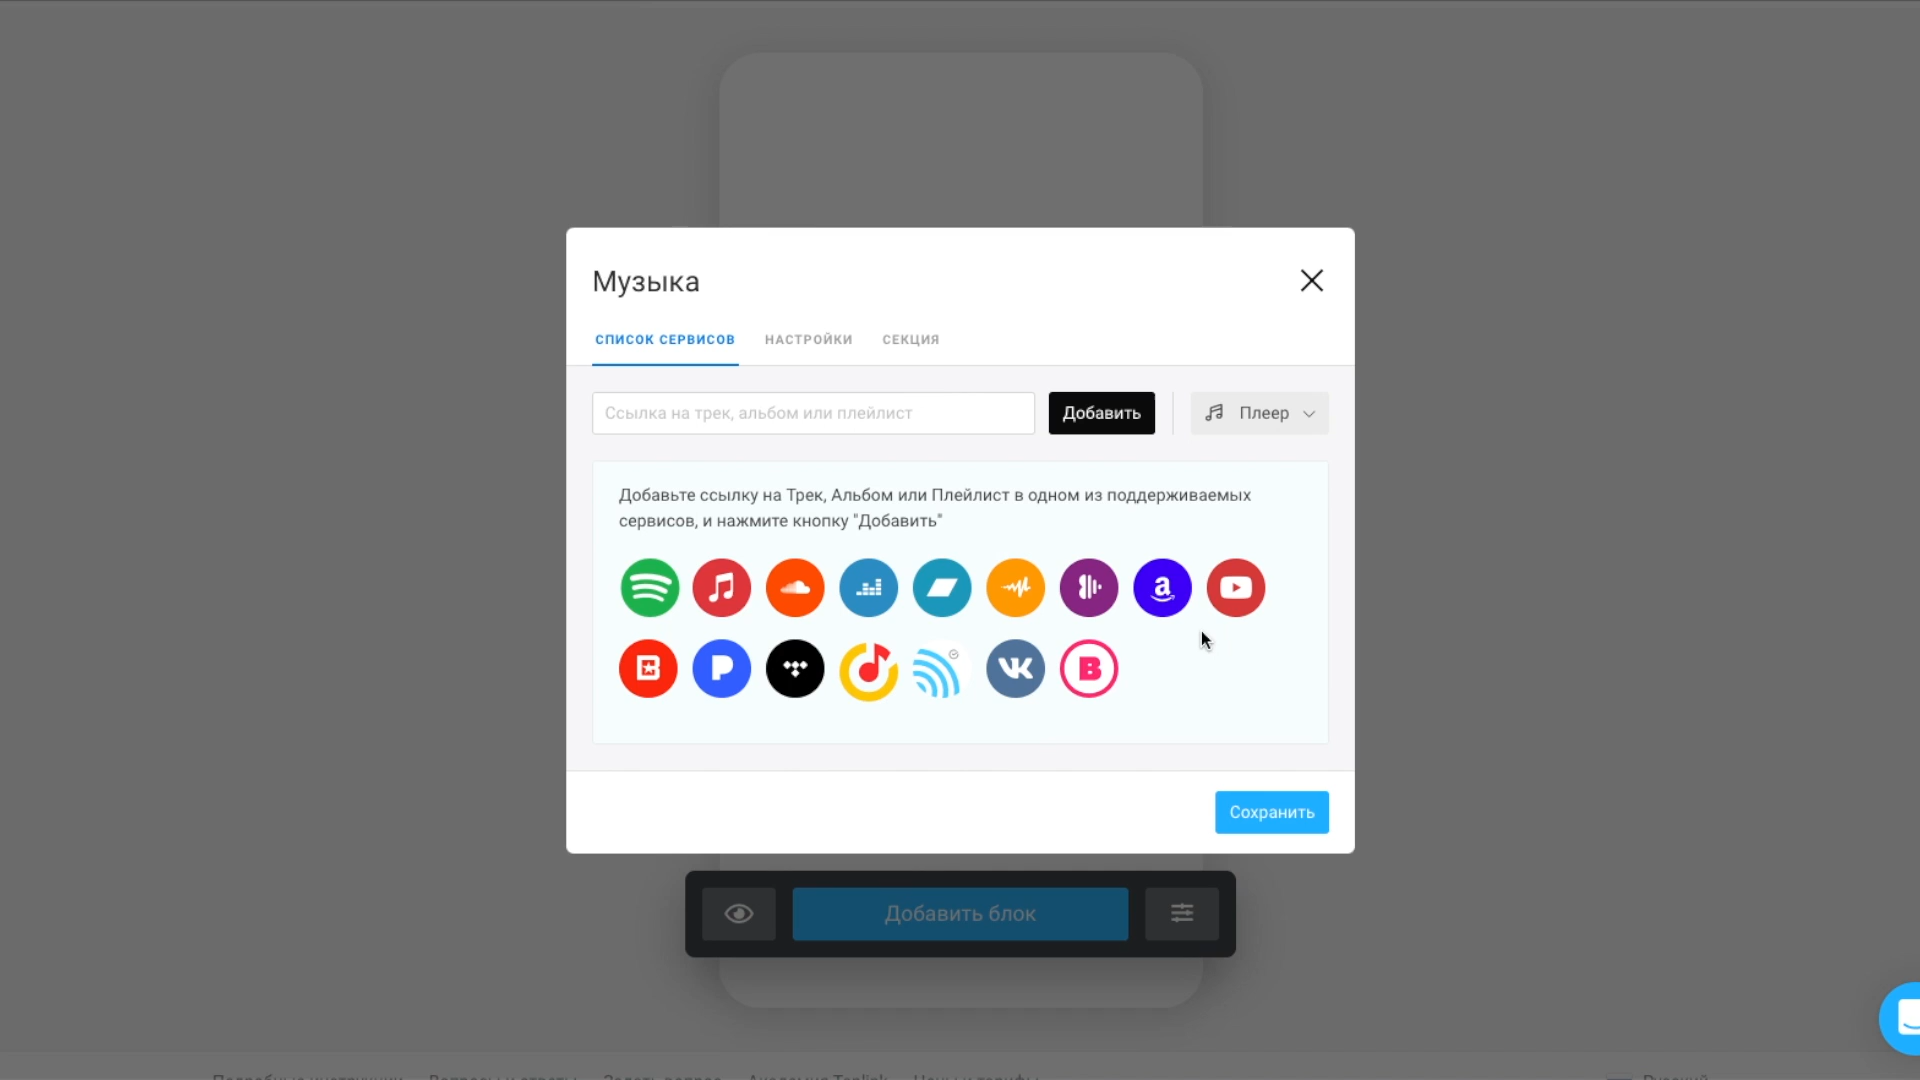 Музыка
СПИСОК СЕРВИСОВ НАСТРОЙКИ СЕКЦИЯ
Ссылка на трек, альбом или плейлист Добавить Плеер
Добавьте ссылку на Трек, Альбом или Плейлист в одном из поддерживаемых
сервисов, и нажмите кнопку "Добавить"
Сохранить
Добавить блок